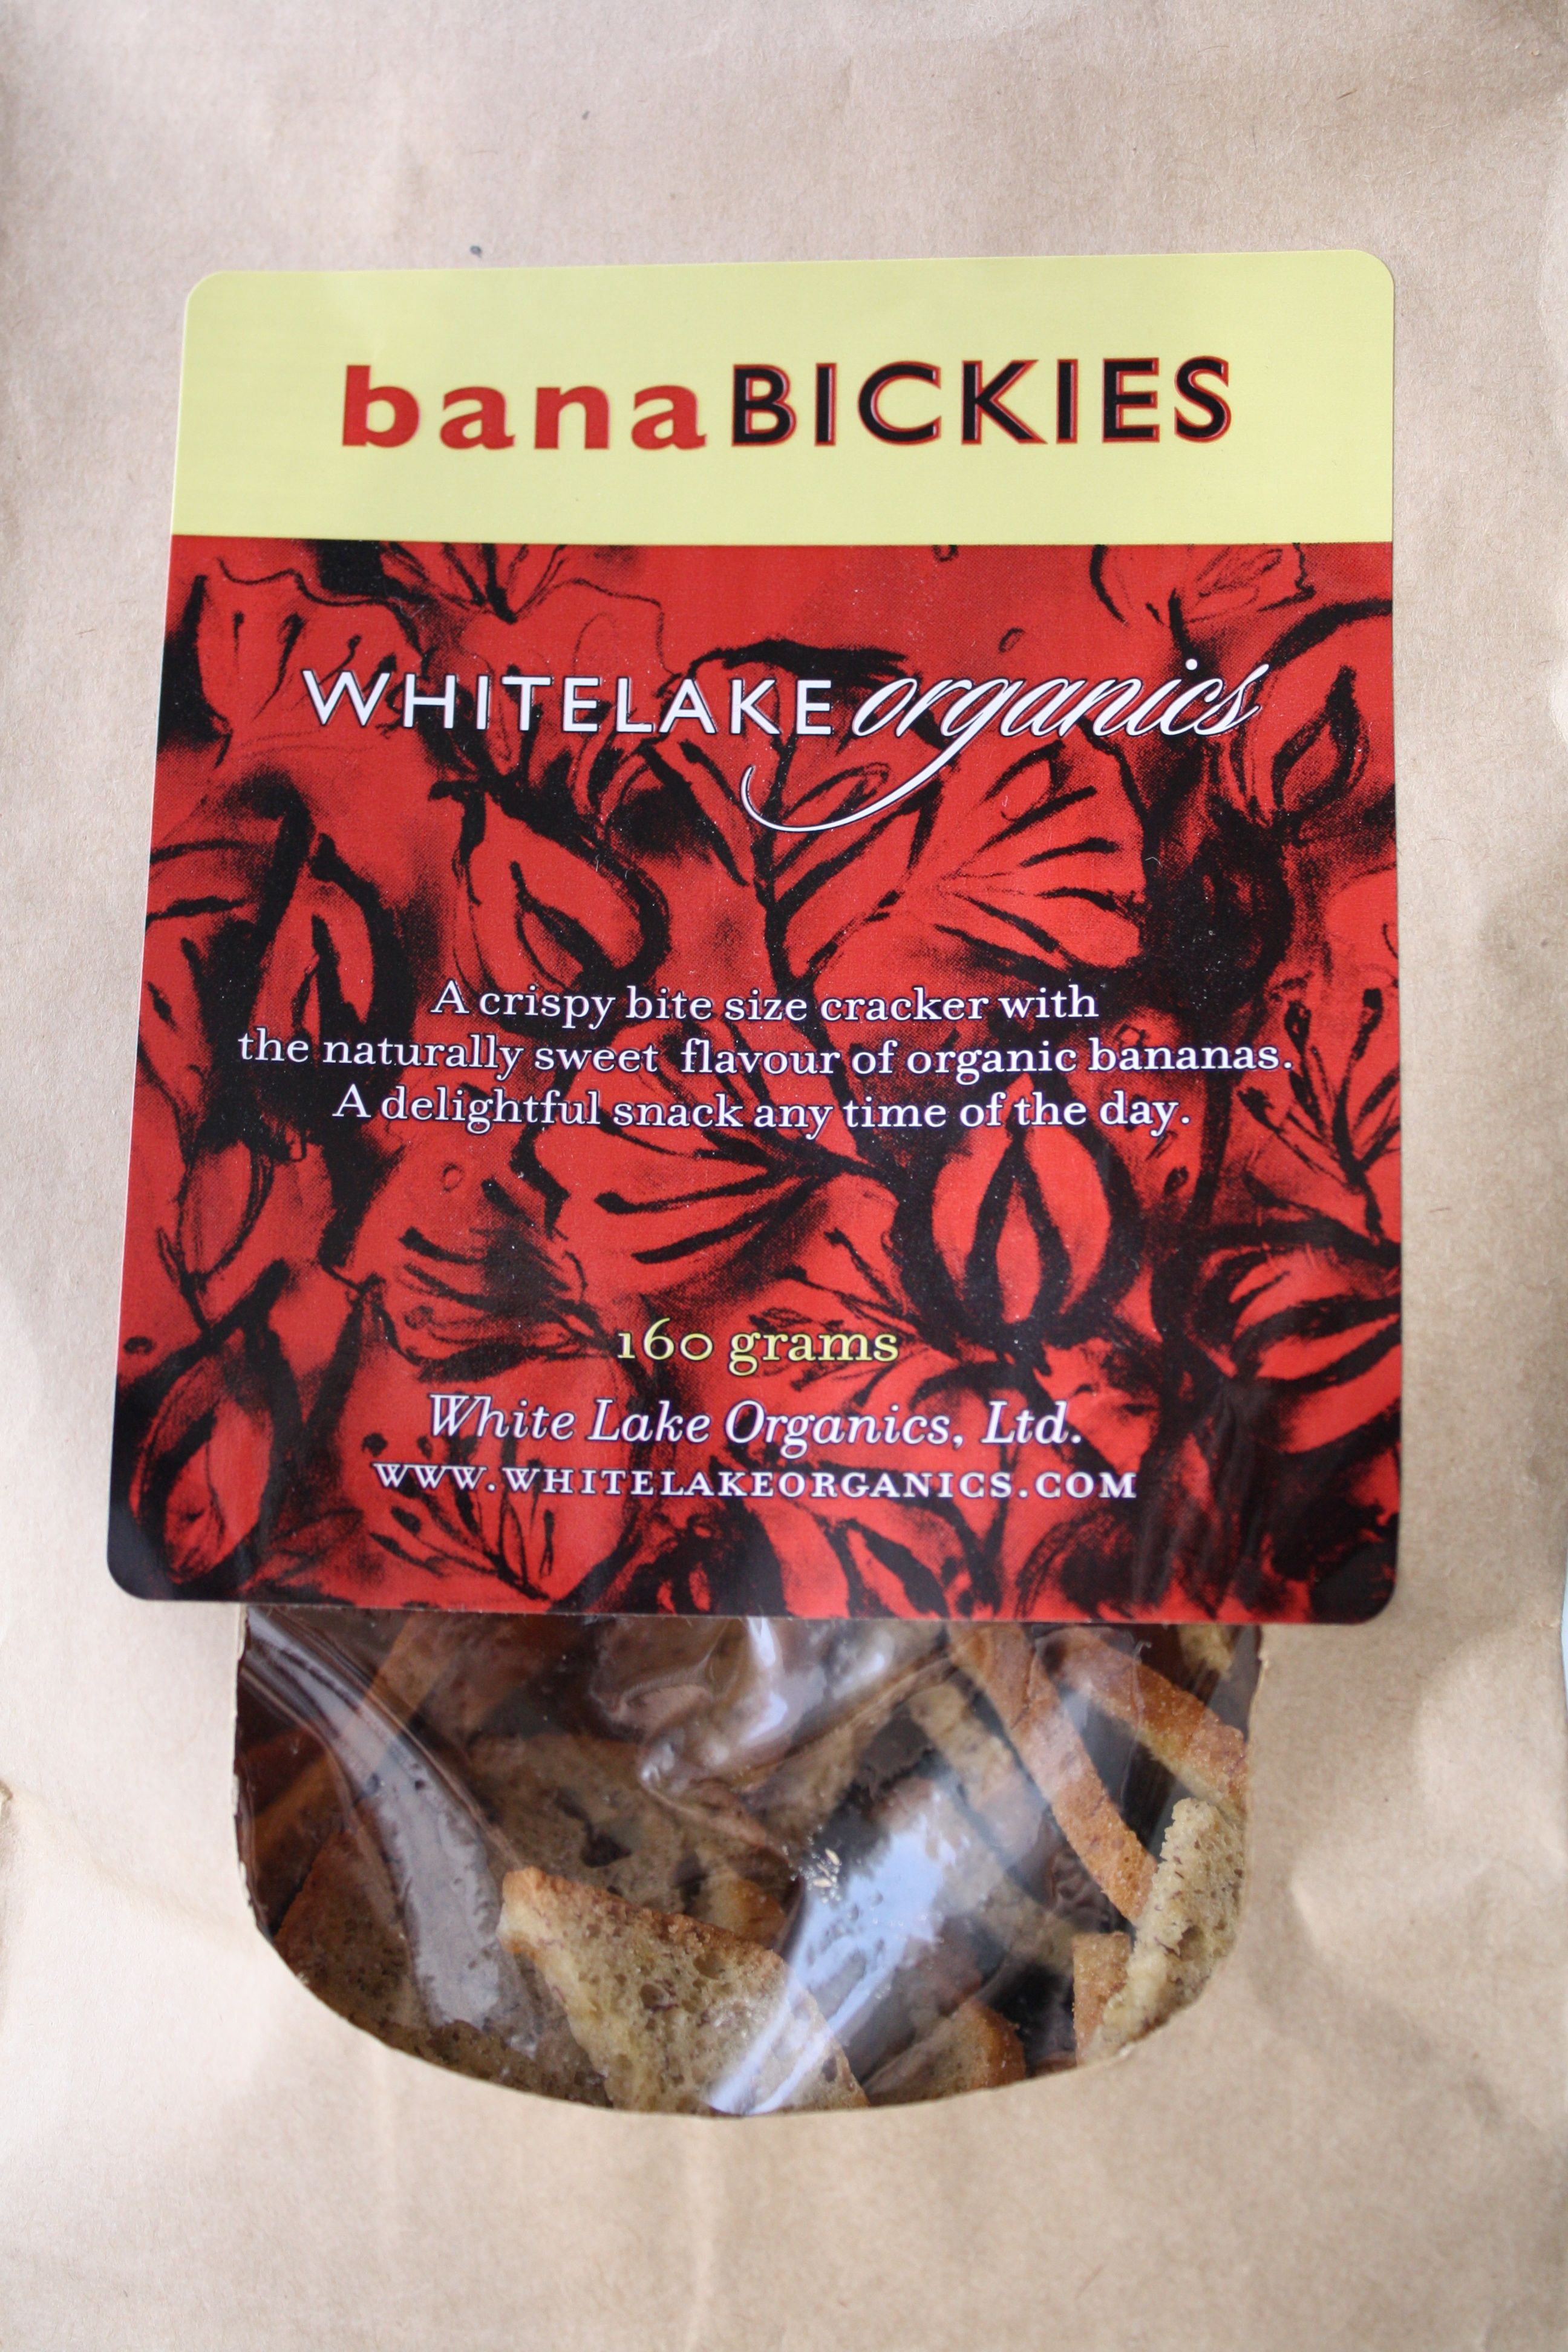 banaBICKIES
WHITELAKE organics
A crispy bite size cracker with
the naturally sweet flavour of organic bananas.
A delightful snack any time of the day.
160 grams
White Lake Organics, Ltd.
WWW.WHITELAKEORGANICS.COM